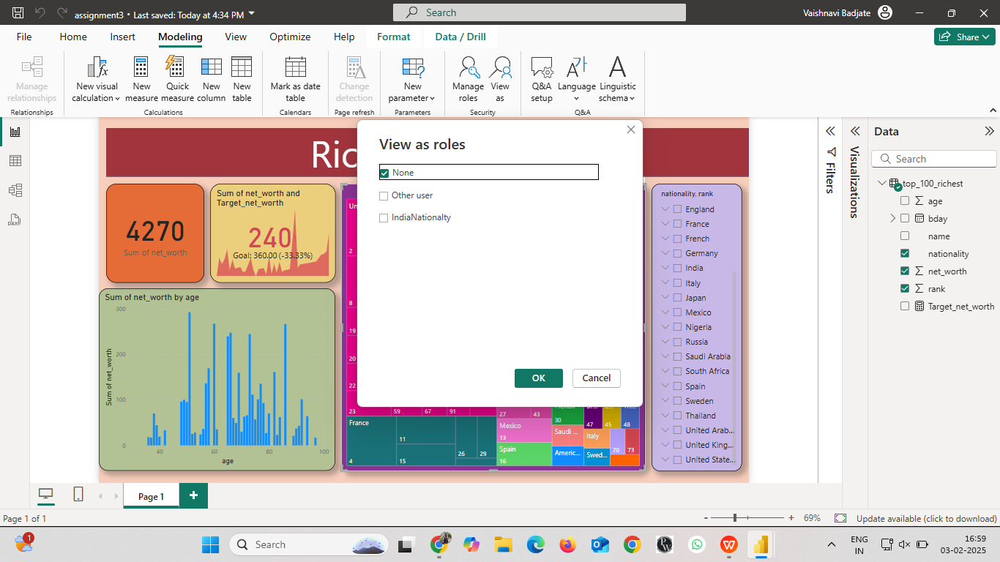 assignment3 • Last saved: Today at 4:34 PM
Search
Vaishnavi Badjate
File
Home
Insert
Modeling
View
Optimize
Help
Format
Data / Drill
Share
Manage
relationships
New visual
calculation
New
measure
Quick
measure
New
column
New
table
Mark as date
table
Change
detection
New
parameter
Manage
roles
View
as
Q&A
setup
Language
Linguistic
schema
Relationships
Calculations
Calendars
Page refresh
Parameters
Security
Q&A
Ric
4270
Sum of net_worth
Sum of net_worth and
Target_net_worth
240
Goal: 360.00 (-33.33%)
Sum of net_worth by age
Sum of net_worth
300
200
100
0
40
60
80
100
age
Un
2
8
19
20
22
23
59
67
91
27
43
France
4
11
15
26
29
Mexico
13
Spain
16
30
Saudi ...
Americ...
47
45
48
Italy
Swed...
70
73
View as roles
None
Other user
IndiaNationalty
OK
Cancel
nationality, rank
England
France
French
Germany
India
Italy
Japan
Mexico
Nigeria
Russia
Saudi Arabia
South Africa
Spain
Sweden
Thailand
United Arab...
United King...
United State...
Filters
Visualizations
Data
Search
top_100_richest
age
bday
name
nationality
net_worth
rank
Target_net_worth
Page 1
Page 1 of 1
- + 69%
Update available (click to download)
1
Search
ENG
IN
16:59
03-02-2025